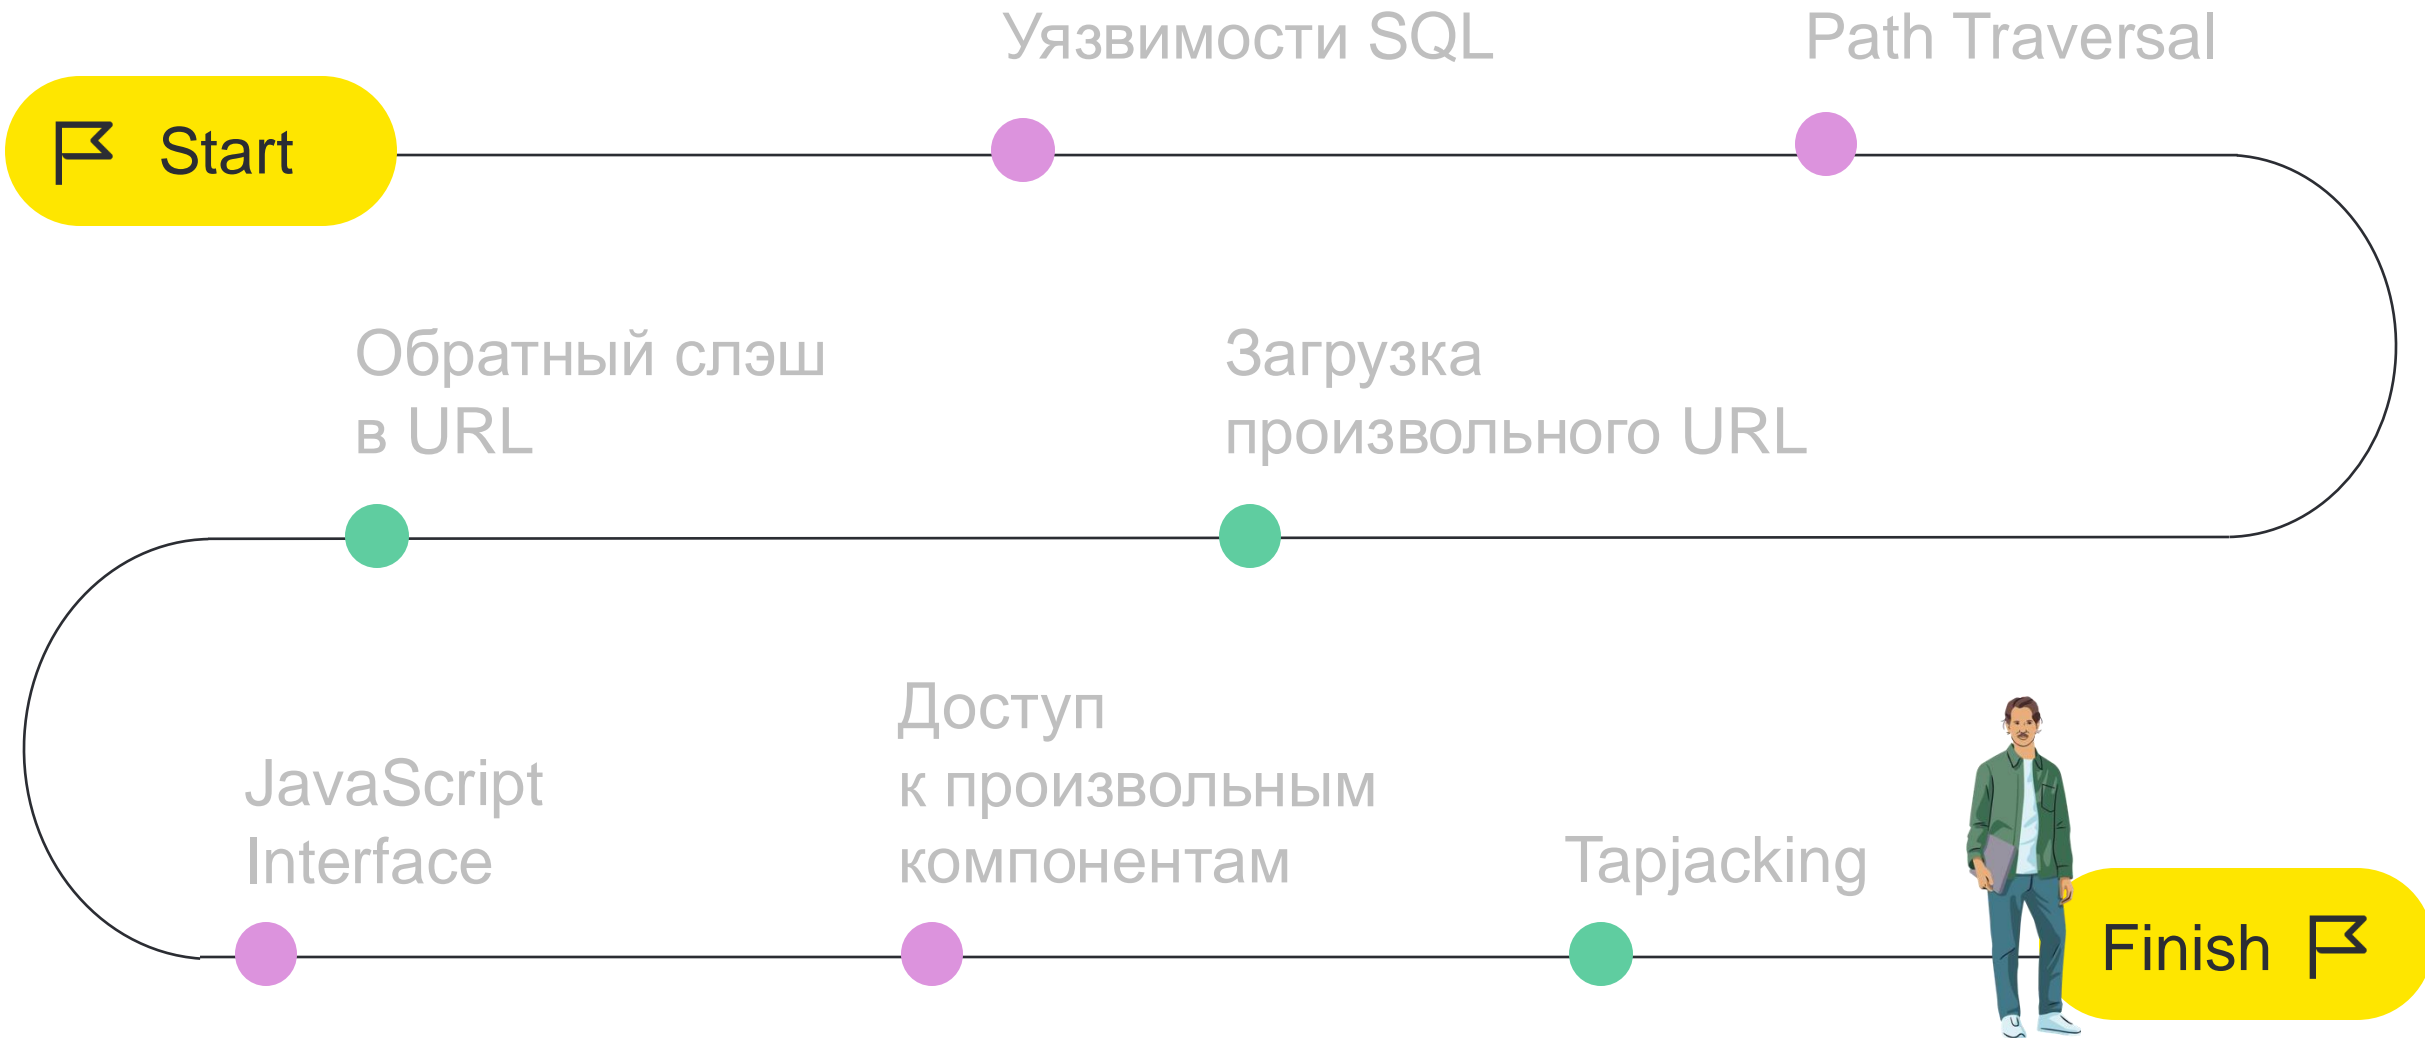 Уязвимости SQL
Path Traversal
Start
Обратный слэш
в URL
Загрузка
произвольного URL
JavaScript
Interface
Доступ
к произвольным
компонентам
Tapjacking
Finish